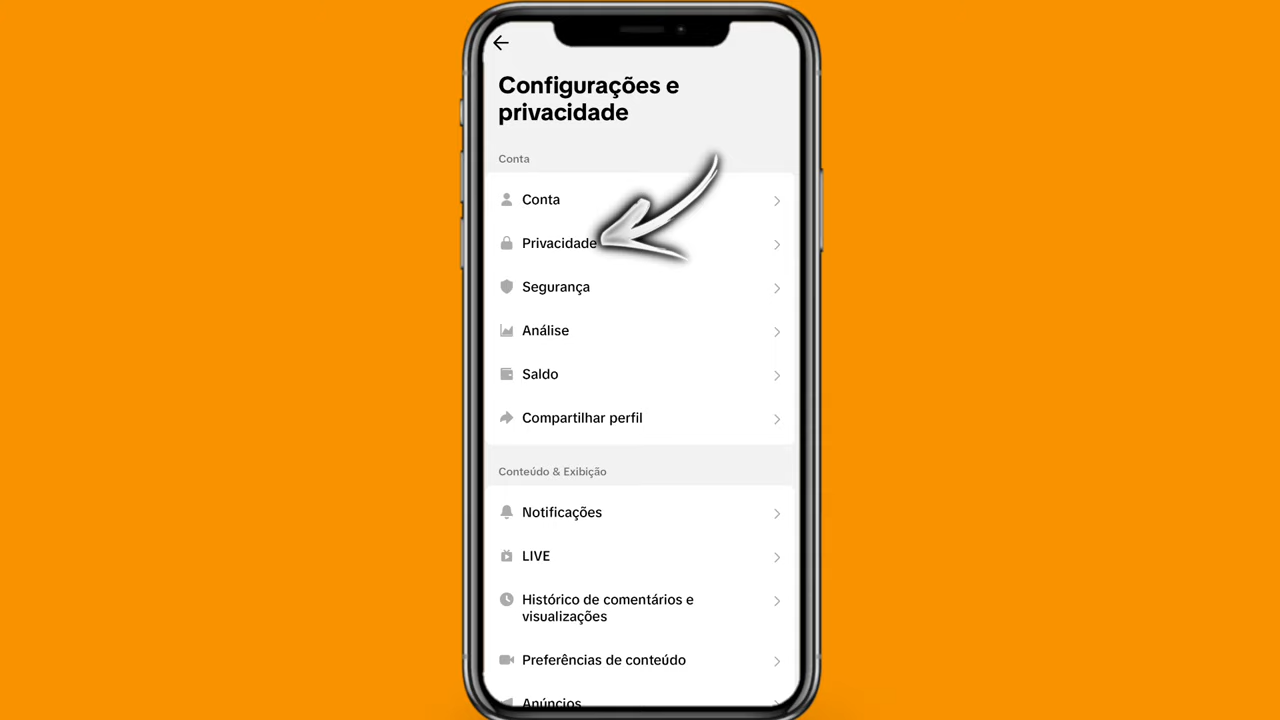 Configurações e
privacidade
Conta
Conta
Privacidade
Segurança
Análise
Saldo
Compartilhar perfil
Conteúdo & Exibição
Notificações
LIVE
Histórico de comentários e
visualizações
Preferências de conteúdo
Anúncios